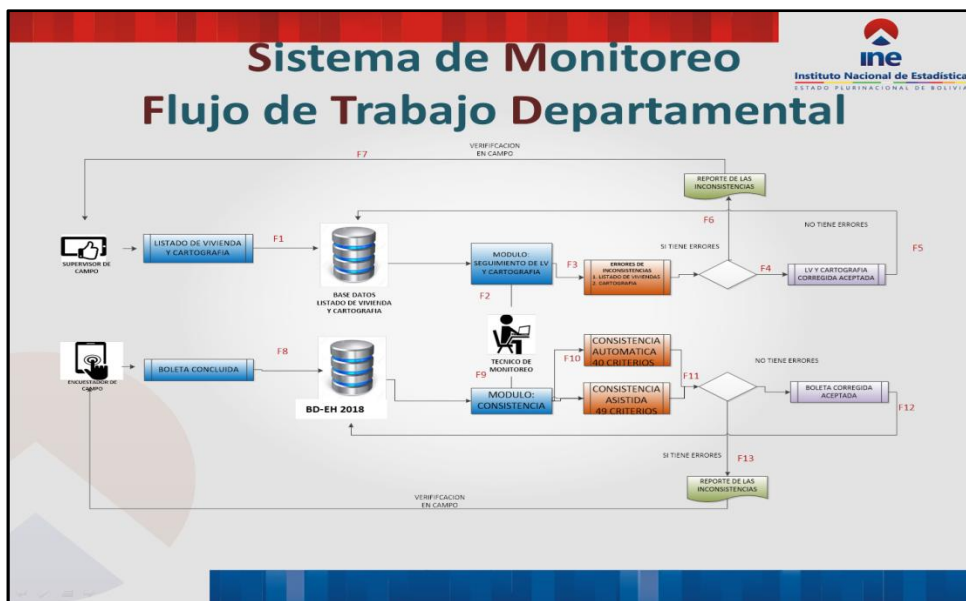 Sistema de Monitoreo
Flujo de Trabajo Departamental
ine
Instituto Nacional de Estadística
ESTADO PLURINACIONAL DE BOLIVIA
F7
VERIFICACION
EN CAMPO
REPORTE DE LAS
INCONSISTENCIAS
F6
NO TIENE ERRORES
SUPERVISOR DE
CAMPO
LISTADO DE VIVIENDA
Y CARTOGRAFIA
F1
BASE DATOS
LISTADO DE VIVIENDA
Y CARTOGRAFIA
MODULO:
SEGUIMIENTO DE LV
Y CARTOGRAFIA
F2
F3
ERRORES DE
INCONSISTENCIAS
1. LISTADO DE VIVIENDAS
2. CARTOGRAFIA
SI TIENE ERRORES
F4
LV Y CARTOGRAFIA
CORREGIDA ACEPTADA
F5
ENCUESTADOR DE
CAMPO
BOLETA CONCLUIDA
F8
BD-EH 2018
TECNICO DE
MONITOREO
F9
MODULO:
CONSISTENCIA
F10
CONSISTENCIA
AUTOMATICA
40 CRITERIOS
CONSISTENCIA
ASISTIDA
49 CRITERIOS
F11
NO TIENE ERRORES
BOLETA CORREGIDA
ACEPTADA
F12
SI TIENE ERRORES
F13
REPORTE DE LAS
INCONSISTENCIAS
VERIFICACION
EN CAMPO